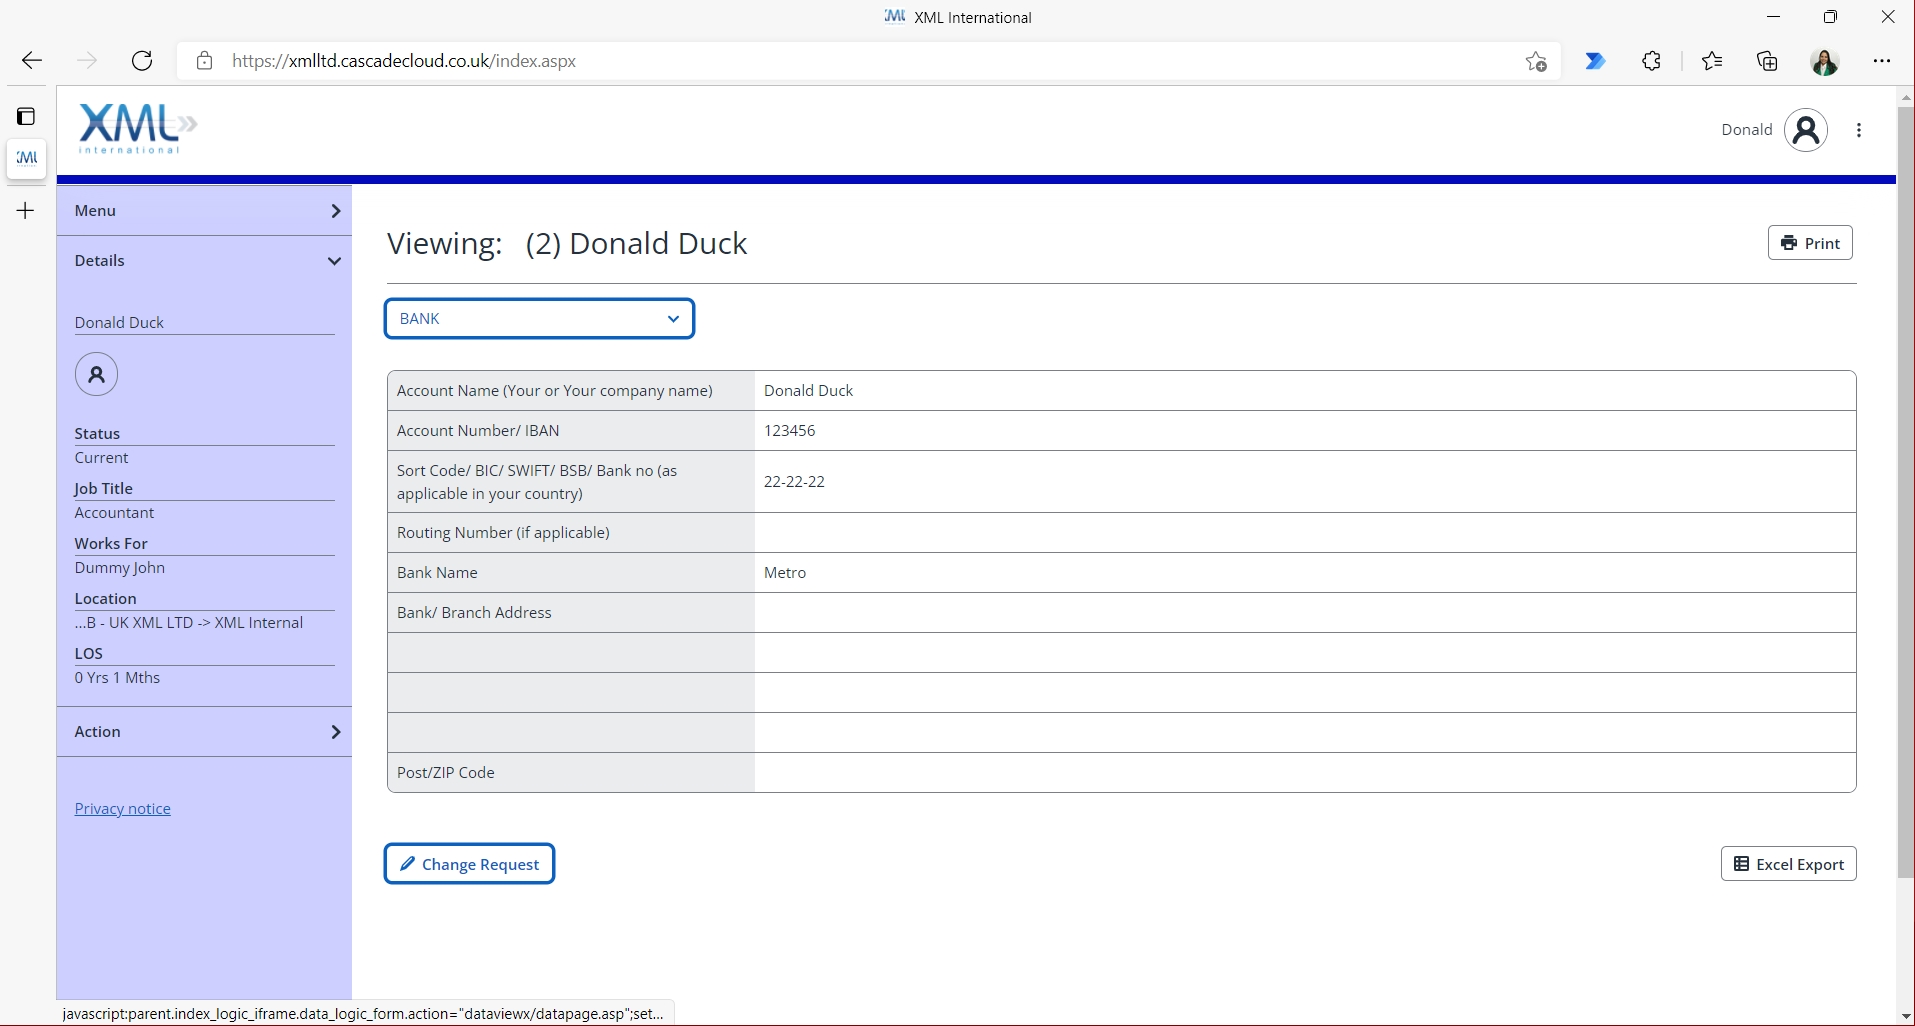 XML International
https://xmlltd.cascadecloud.co.uk/index.aspx
XML
international
Donald
Menu
Details
Donald Duck
Status
Current
Job Title
Accountant
Works For
Dummy John
Location
...B - UK XML LTD -> XML Internal
LOS
0 Yrs 1 Mths
Action
Privacy notice
Viewing: (2) Donald Duck
Print
BANK
Account Name (Your or Your company name) Donald Duck
Account Number/ IBAN 123456
Sort Code/ BIC/ SWIFT/ BSB/ Bank no (as
applicable in your country)
22-22-22
Routing Number (if applicable)
Bank Name Metro
Bank/ Branch Address
Post/ZIP Code
Change Request
Excel Export
javascript:parent.index_logic_iframe.data_logic_form.action="dataviewx/datapage.asp";set...